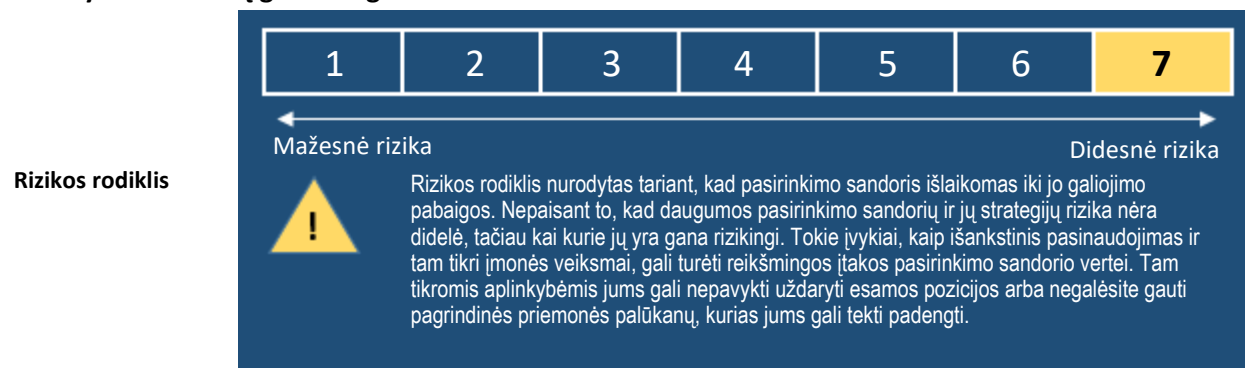 1 2 3 4 5 6 7
Mažesnė rizika
Didesnė rizika
Rizikos rodiklis
!
Rizikos rodiklis nurodytas tariant, kad pasirinkimo sandoris išlaikomas iki jo galiojimo
pabaigos. Nepaisant to, kad daugumos pasirinkimo sandorių ir jų strategijų rizika nėra
didelė, tačiau kai kurie jų yra gana rizikingi. Tokie įvykiai, kaip išankstinis pasinaudojimas ir
tam tikri įmonės veiksmai, gali turėti reikšmingos įtakos pasirinkimo sandorio vertei. Tam
tikromis aplinkybėmis jums gali nepavykti uždaryti esamos pozicijos arba negalėsite gauti
pagrindinės priemonės palūkanų, kurias jums gali tekti padengti.